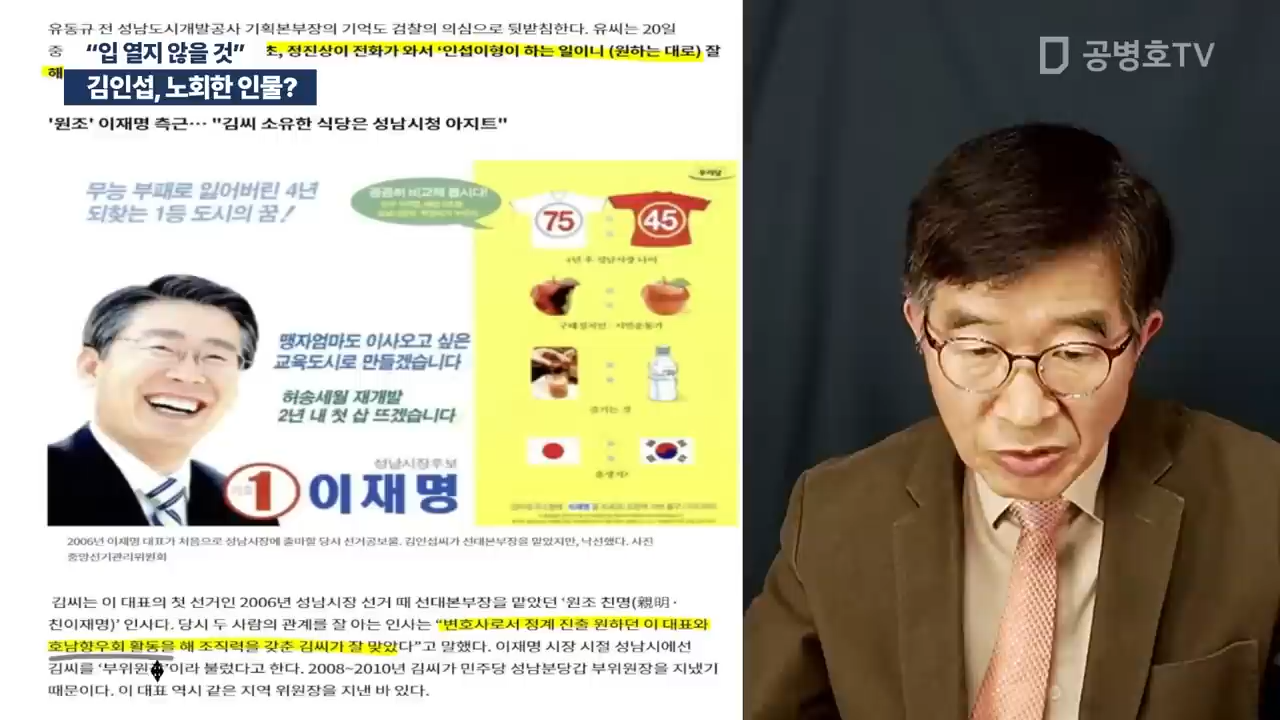 유동규 전 성남도시개발공사 기획본부장의 기억도 검찰의 의심으로 뒷받침한다. 유씨는 20일
중
초, 정진상이 전화가 와서 ‘인섭이형이 하는 일이니 (원하는 대로) 잘
해
“입 열지 않을 것”
김인섭, 노회한 인물?
공병호TV
'원조' 이재명 측근… "김씨 소유한 식당은 성남시청 아지트"
무능 부패로 잃어버린 4년
되찾는 1등 도시의 꿈!
꼼꼼히 비교해 봅시다!
우리당
75
45
4년 후 성남시장 나이
맹자엄마도 이사오고 싶은
교육도시로 만들겠습니다
허송세월 재개발
2년 내 첫 삽 뜨겠습니다
즐기는 것
성남시장후보
기호 1 이재명
2006년 이재명 대표가 처음으로 성남시장에 출마할 당시 선거공보물. 김인섭씨가 선대본부장을 맡았지만, 낙선했다. 사진
중앙선거관리위원회
김씨는 이 대표의 첫 선거인 2006년 성남시장 선거 때 선대본부장을 맡았던 ‘원조 친명(親明·
친이재명)’ 인사다. 당시 두 사람의 관계를 잘 아는 인사는 “변호사로서 정계 진출 원하던 이 대표와
호남향우회 활동을 해 조직력을 갖춘 김씨가 잘 맞았다”고 말했다. 이재명 시장 시절 성남시에선
김씨를 ‘부위원 ’이라 불렀다고 한다. 2008~2010년 김씨가 민주당 성남분당갑 부위원장을 지냈기
때문이다. 이 대표 역시 같은 지역 위원장을 지낸 바 있다.